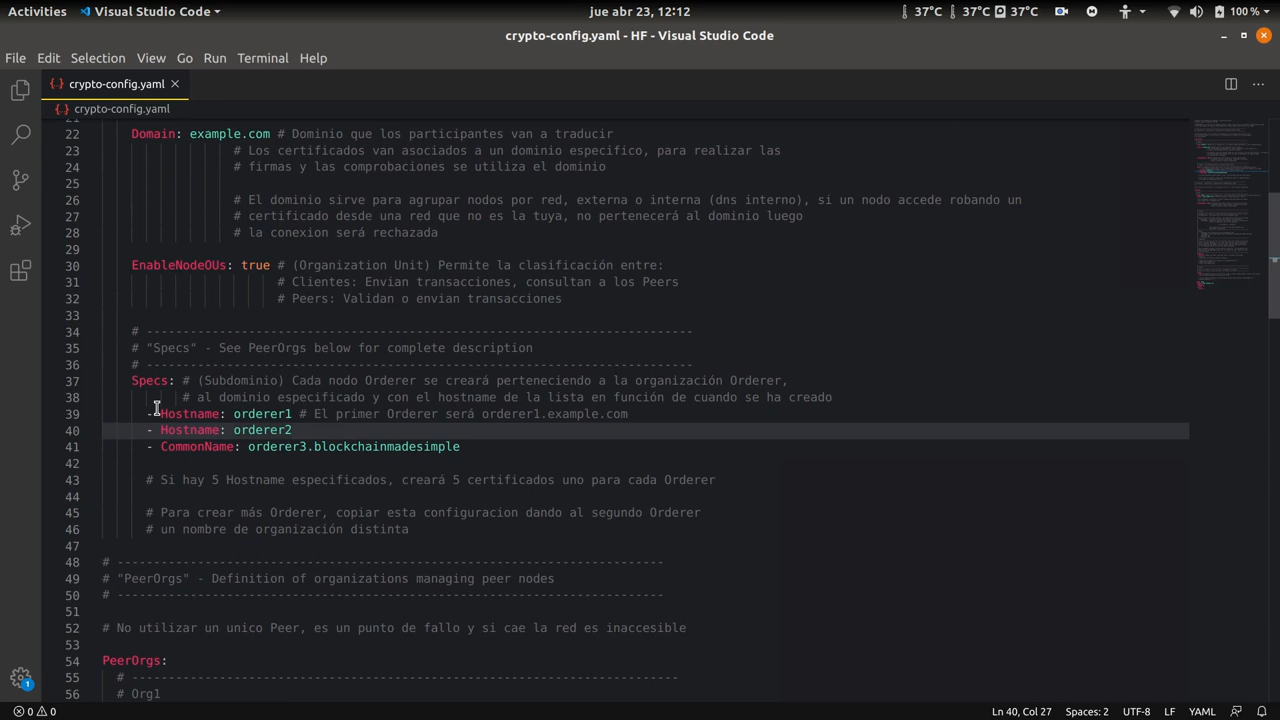 Activities
Visual Studio Code
jue abr 23, 12:12
37°C
37°C
37°C
100 %
crypto-config.yaml - HF - Visual Studio Code
File Edit Selection View Go Run Terminal Help
crypto-config.yaml
crypto-config.yaml
21
22 Domain: example.com # Dominio que los participantes van a traducir
23 # Los certificados van asociados a un dominio especifico, para realizar las
24 # firmas y las comprobaciones se utiliza el dominio
25
26 # El dominio sirve para agrupar nodos por red, externa o interna (dns interno), si un nodo accede robando un
27 # certificado desde una red que no es la tuya, no pertenecerá al dominio luego
28 # la conexion será rechazada
29
30 EnableNodeOUs: true # (Organization Unit) Permite la clasificación entre:
31 # Clientes: Envian transacciones, consultan a los Peers
32 # Peers: Validan o envian transacciones
33
34 # ---------------------------------------------------------------------------
35 # "Specs" - See PeerOrgs below for complete description
36 # ---------------------------------------------------------------------------
37 Specs: # (Subdominio) Cada nodo Orderer se creará perteneciendo a la organización Orderer,
38 # al dominio especificado y con el hostname de la lista en función de cuando se ha creado
39 - Hostname: orderer1 # El primer Orderer será orderer1.example.com
40 - Hostname: orderer2
41 - CommonName: orderer3.blockchainmadesimple
42
43 # Si hay 5 Hostname especificados, creará 5 certificados uno para cada Orderer
44
45 # Para crear más Orderer, copiar esta configuracion dando al segundo Orderer
46 # un nombre de organización distinta
47
48 # ---------------------------------------------------------------------------
49 # "PeerOrgs" - Definition of organizations managing peer nodes
50 # ---------------------------------------------------------------------------
51
52 # No utilizar un unico Peer, es un punto de fallo y si cae la red es inaccesible
53
54 PeerOrgs:
55 # ---------------------------------------------------------------------------
56 # Org1
1
0 0
Ln 40, Col 27 Spaces: 2 UTF-8 LF YAML